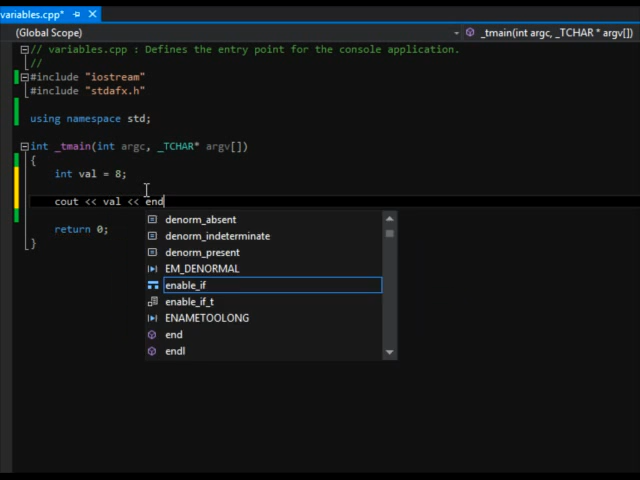 variables.cpp*
(Global Scope) _tmain(int argc, _TCHAR * argv[])
// variables.cpp : Defines the entry point for the console application.
//
#include "iostream"
#include "stdafx.h"
using namespace std;
int _tmain(int argc, _TCHAR* argv[])
{
int val = 8;
cout << val << end
return 0;
}
denorm_absent
denorm_indeterminate
denorm_present
EM_DENORMAL
enable_if
enable_if_t
ENAMETOOLONG
end
endl